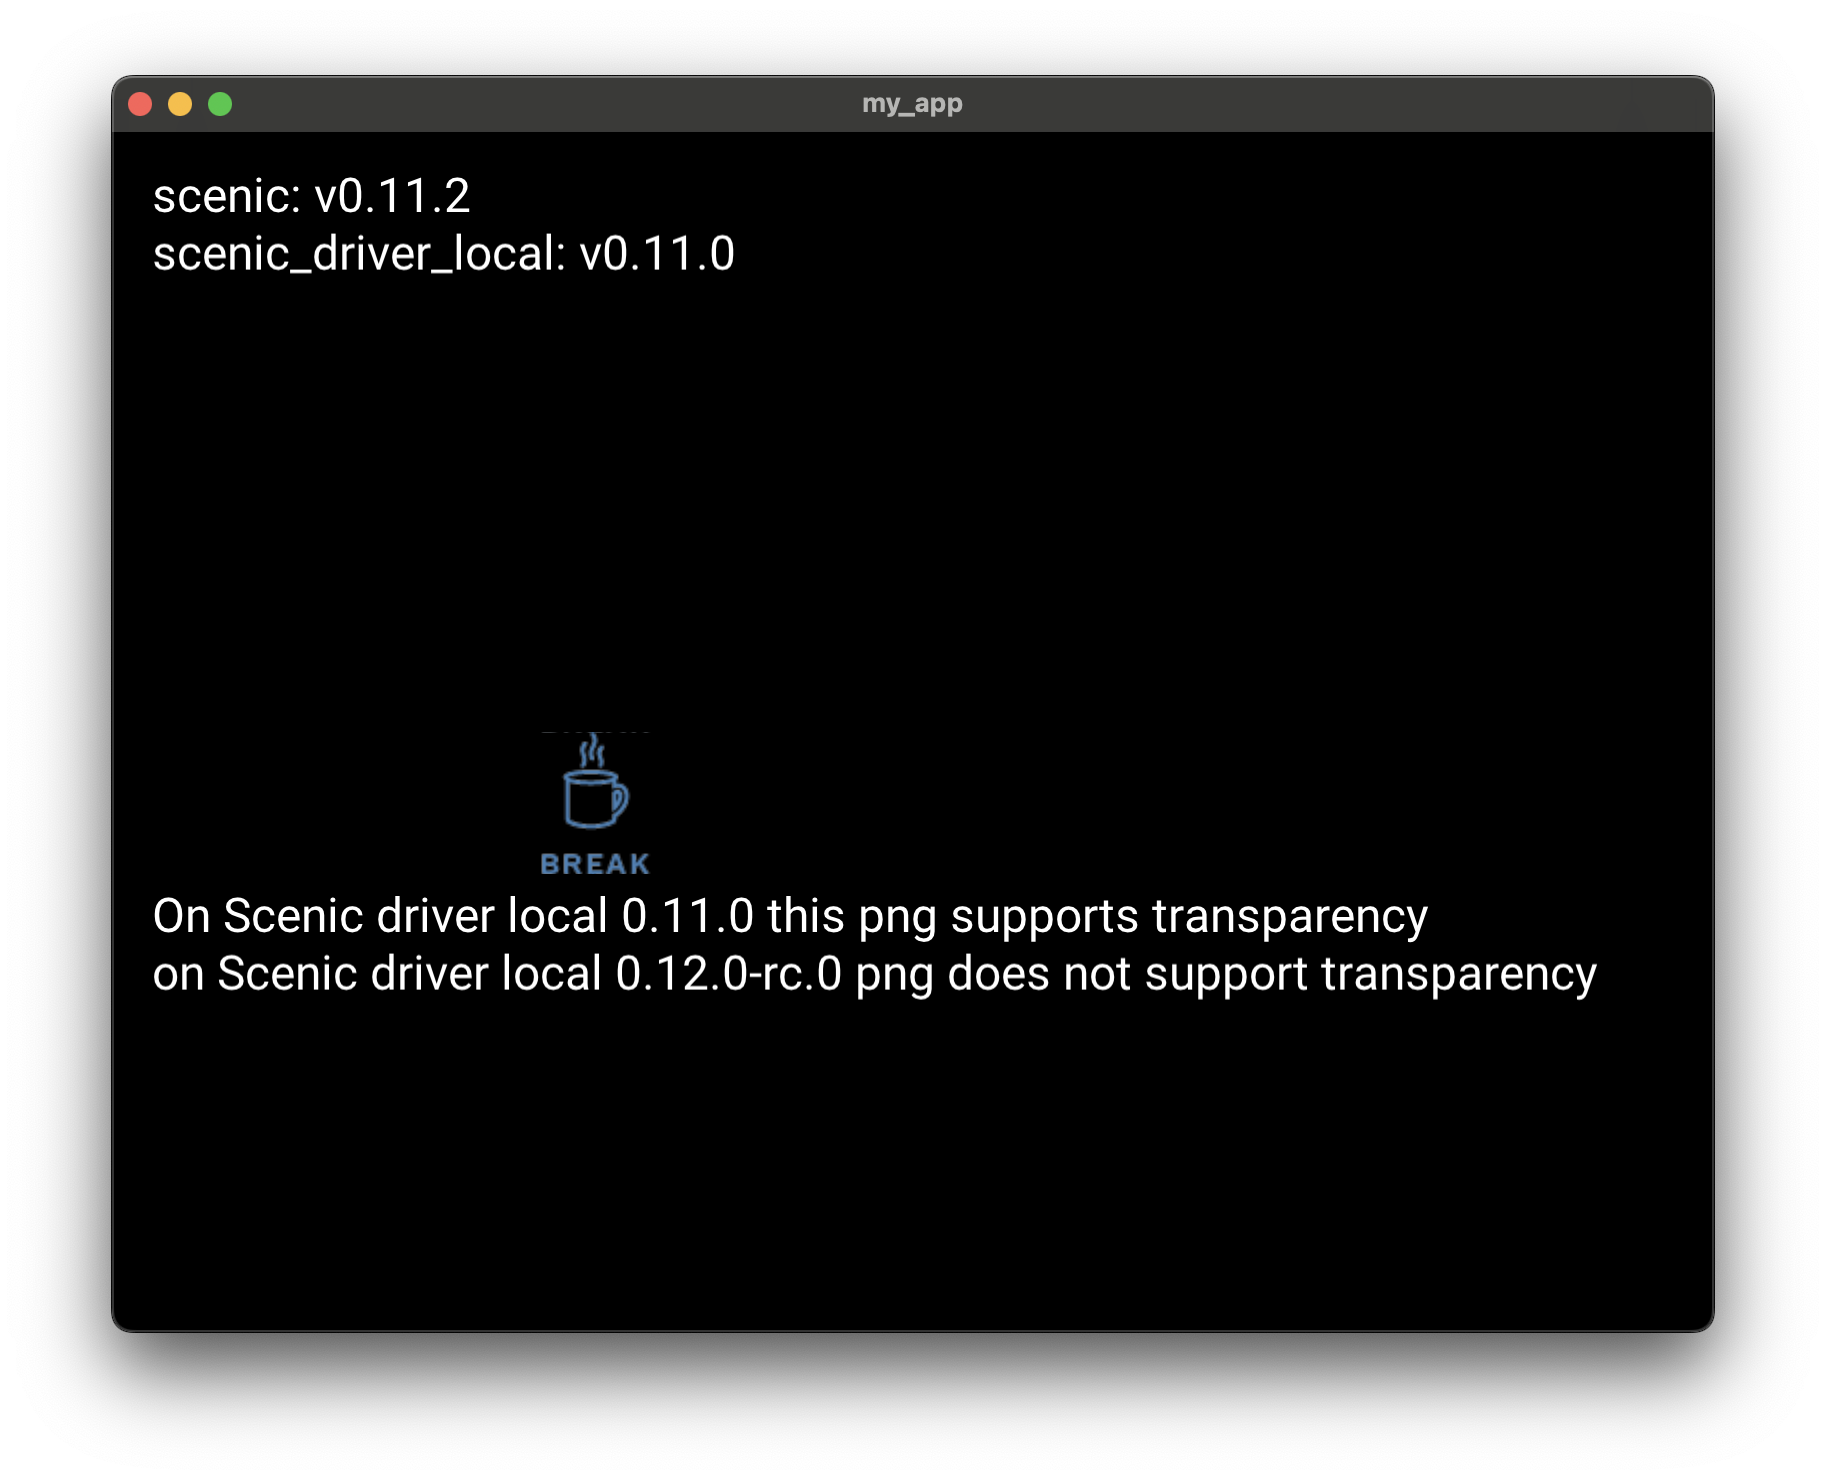 my_app
scenic: v0.11.2
scenic_driver_local: v0.11.0
BREAK
On Scenic driver local 0.11.0 this png supports transparency
on Scenic driver local 0.12.0-rc.0 png does not support transparency